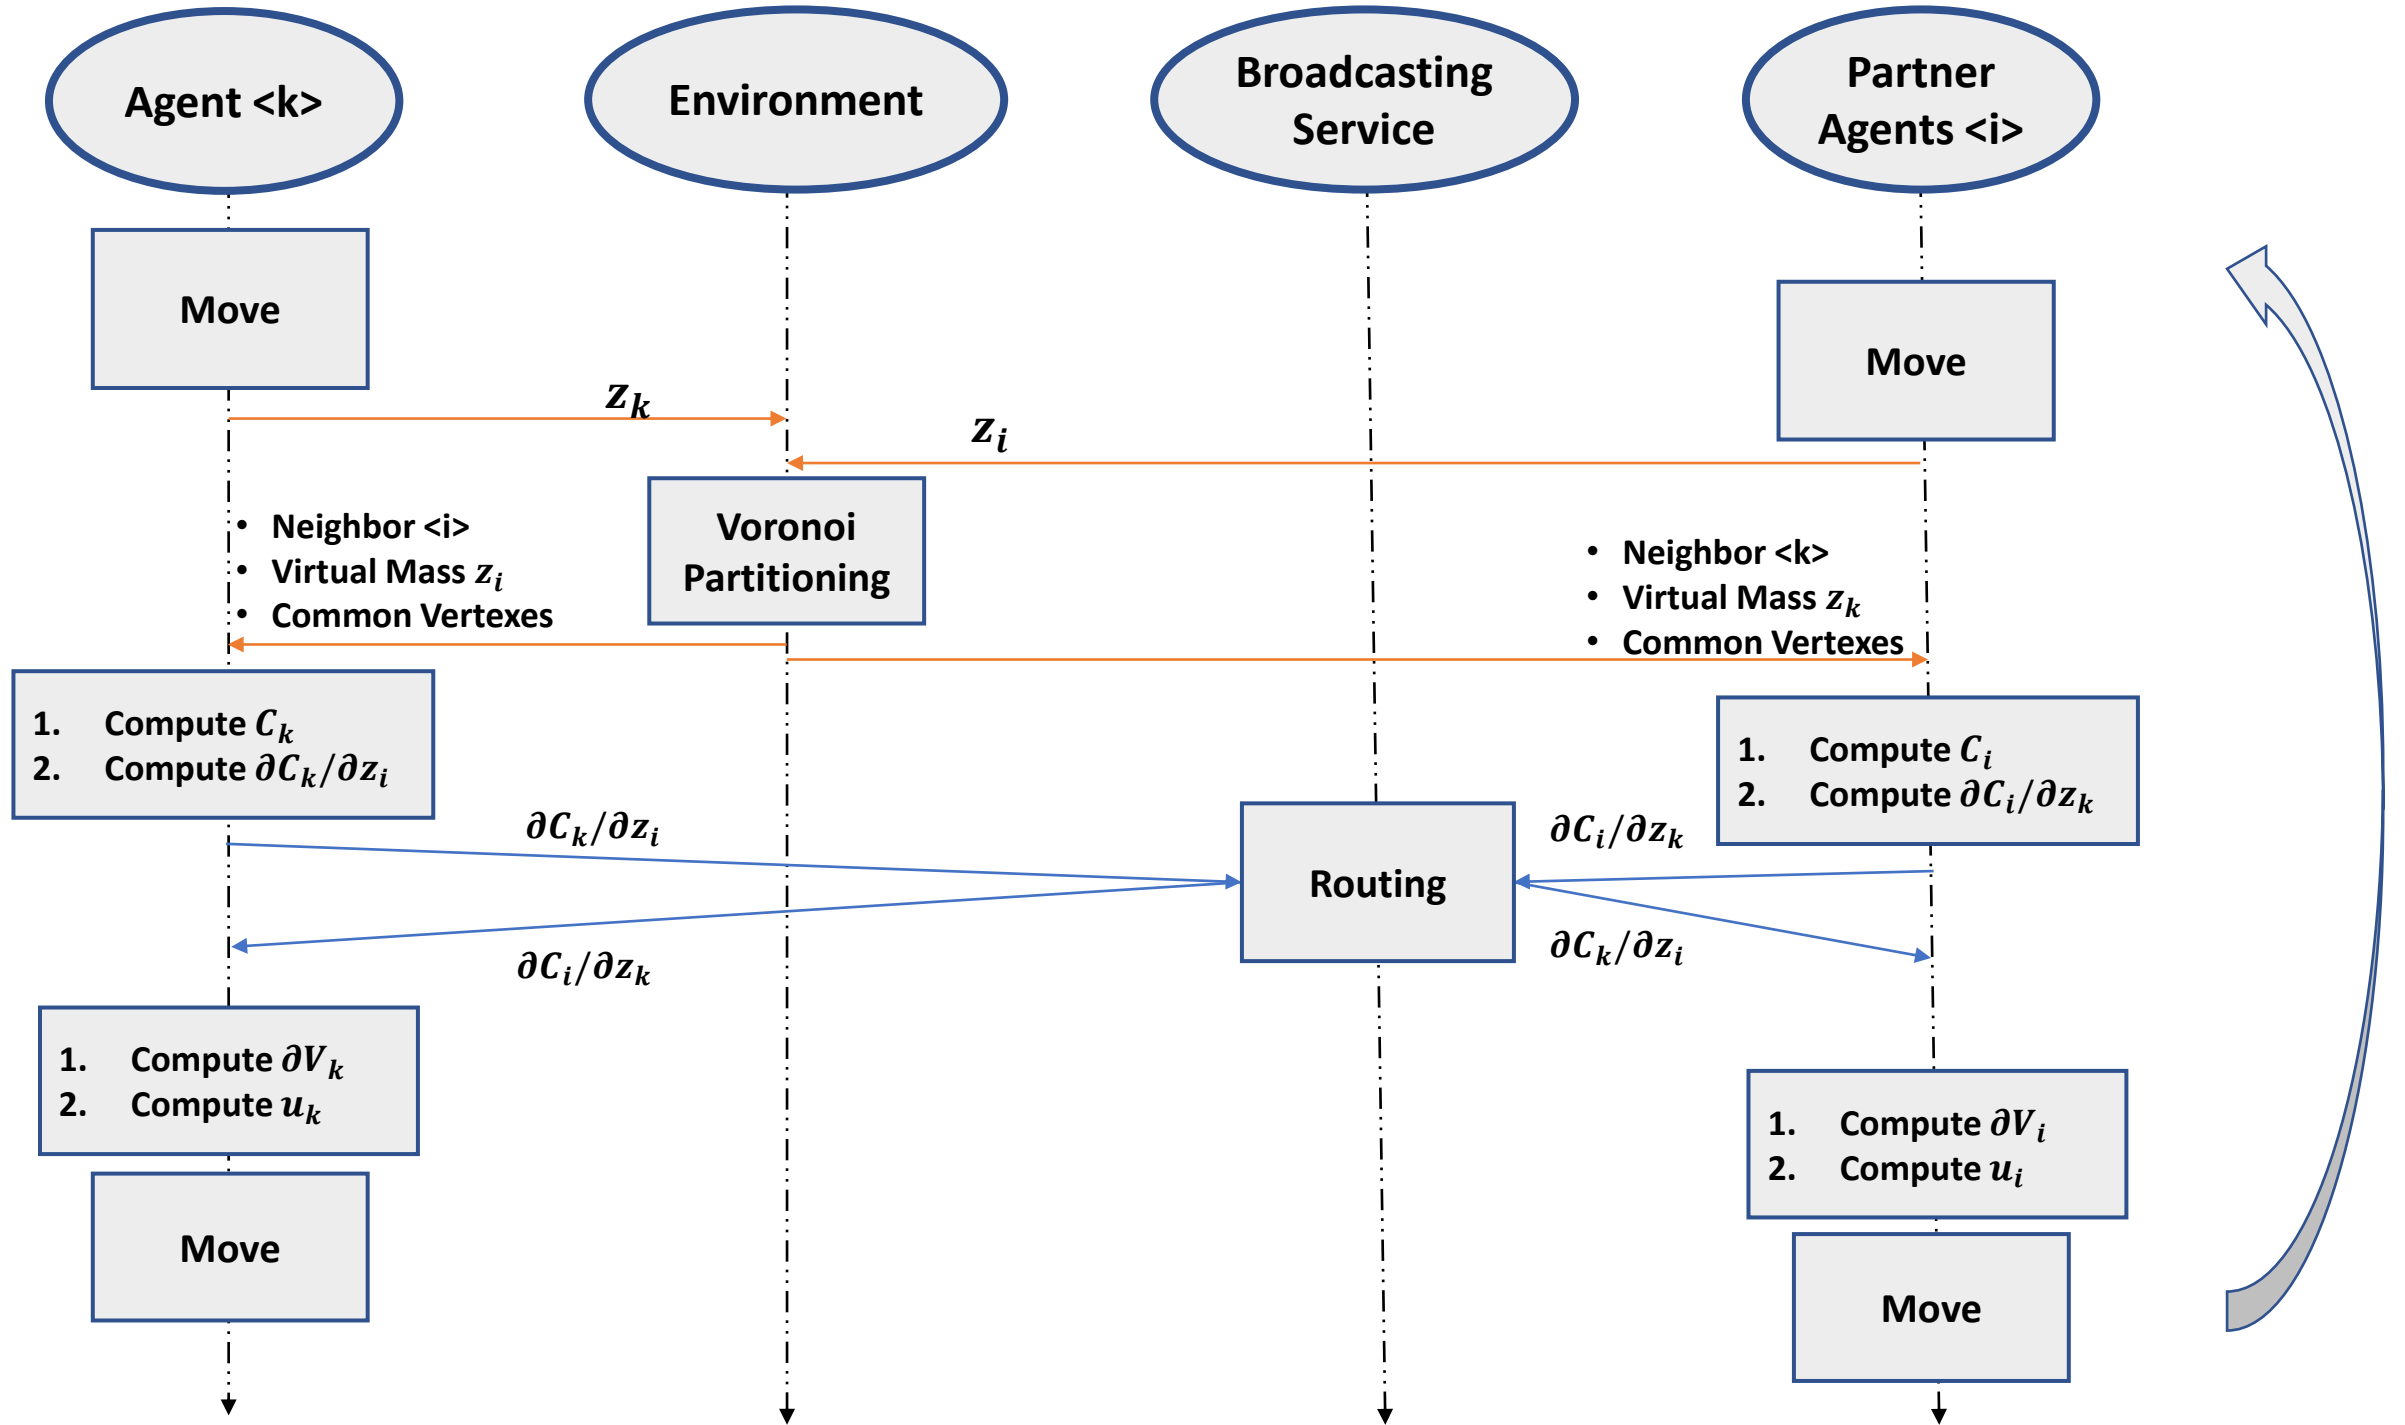 Agent <k>
Environment
Broadcasting
Service
Partner
Agents <i>
Move
Move
z_k
z_i
• Neighbor <i>
• Virtual Mass z_i
• Common Vertexes
Voronoi
Partitioning
• Neighbor <k>
• Virtual Mass z_k
• Common Vertexes
1. Compute C_k
2. Compute ∂C_k/∂z_i
1. Compute C_i
2. Compute ∂C_i/∂z_k
∂C_k/∂z_i
∂C_i/∂z_k
Routing
∂C_i/∂z_k
∂C_k/∂z_i
1. Compute ∂V_k
2. Compute u_k
1. Compute ∂V_i
2. Compute u_i
Move
Move